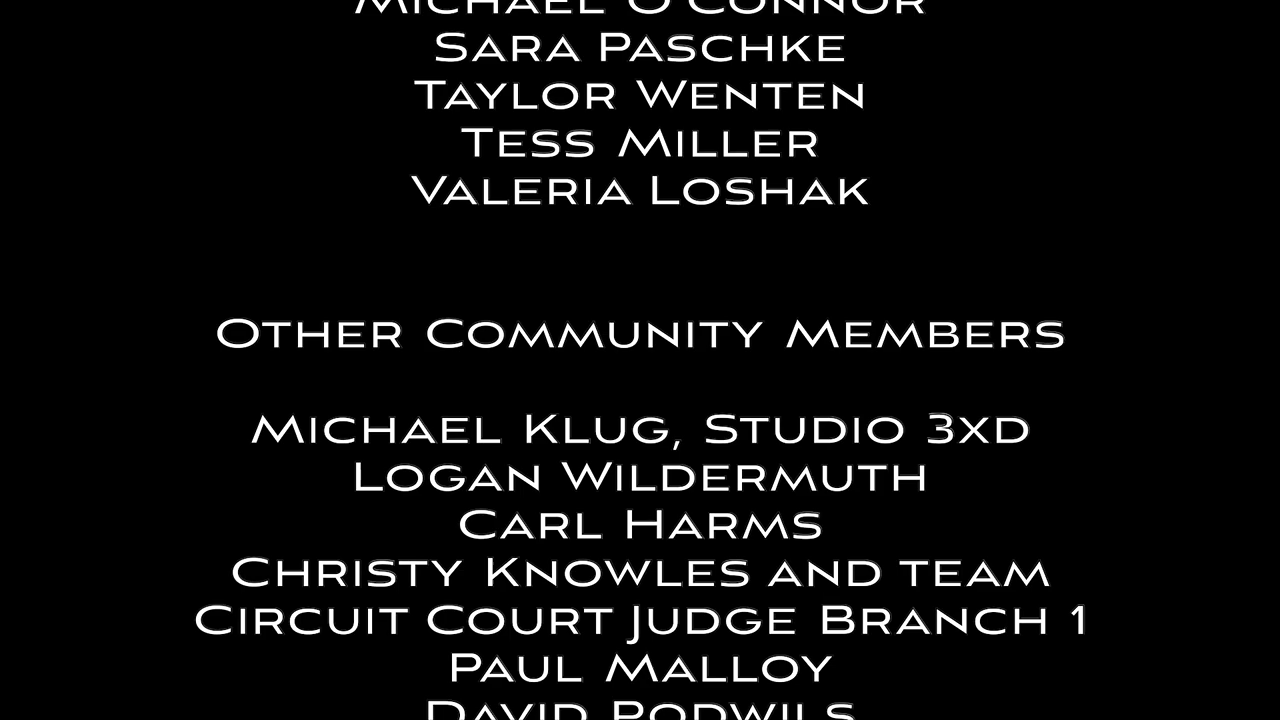 Michael O'Connor
Sara Paschke
Taylor Wenten
Tess Miller
Valeria Loshak
Other Community Members
Michael Klug, Studio 3xd
Logan Wildermuth
Carl Harms
Christy Knowles and team
Circuit Court Judge Branch 1
Paul Malloy
David Podwils